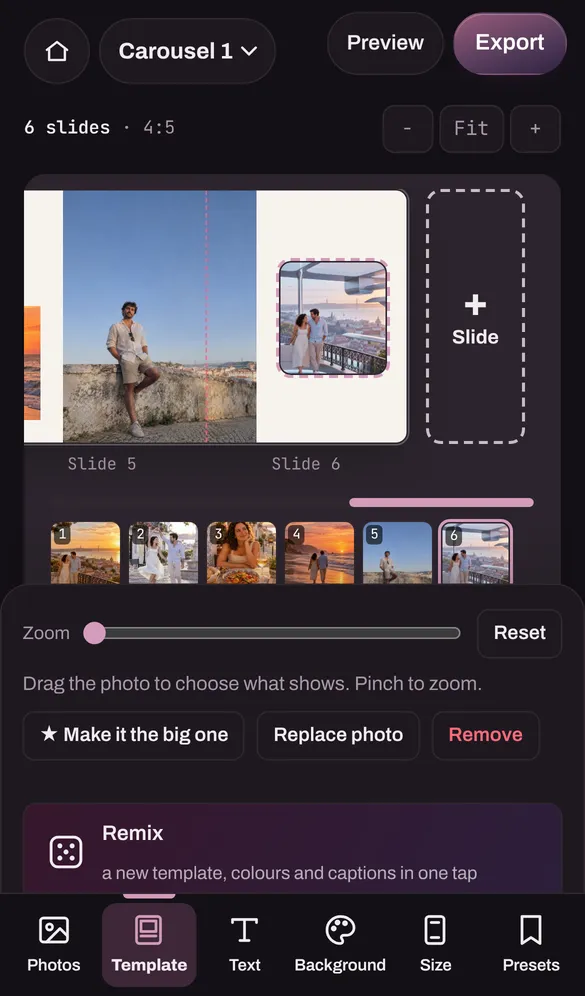 Carousel 1
Preview
Export
6 slides · 4:5
-
Fit
+
+
Slide
Slide 5
Slide 6
1
2
3
4
5
6
Zoom
Reset
Drag the photo to choose what shows. Pinch to zoom.
★ Make it the big one
Replace photo
Remove
Remix
a new template, colours and captions in one tap
Photos
Template
Text
Background
Size
Presets